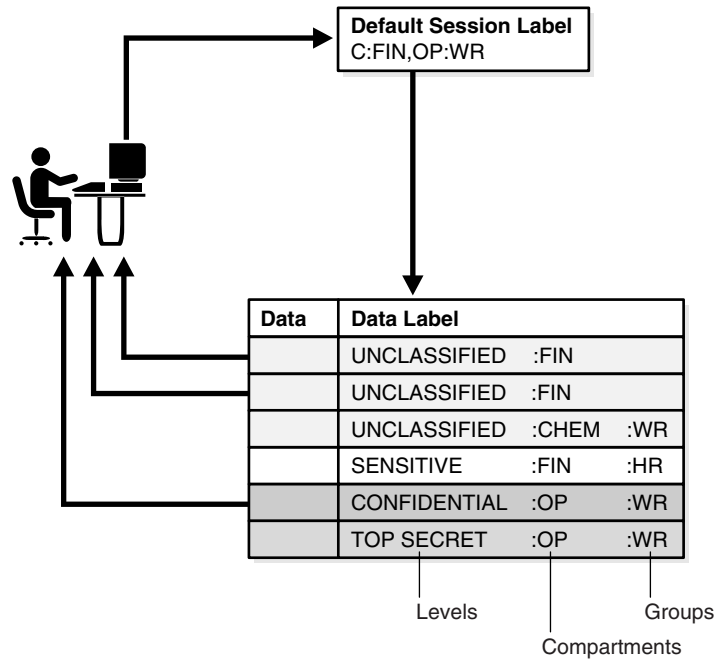 Default Session Label
C:FIN,OP:WR
Data Data Label
UNCLASSIFIED :FIN
UNCLASSIFIED :FIN
UNCLASSIFIED :CHEM :WR
SENSITIVE :FIN :HR
CONFIDENTIAL :OP :WR
TOP SECRET :OP :WR
Levels Groups
Compartments